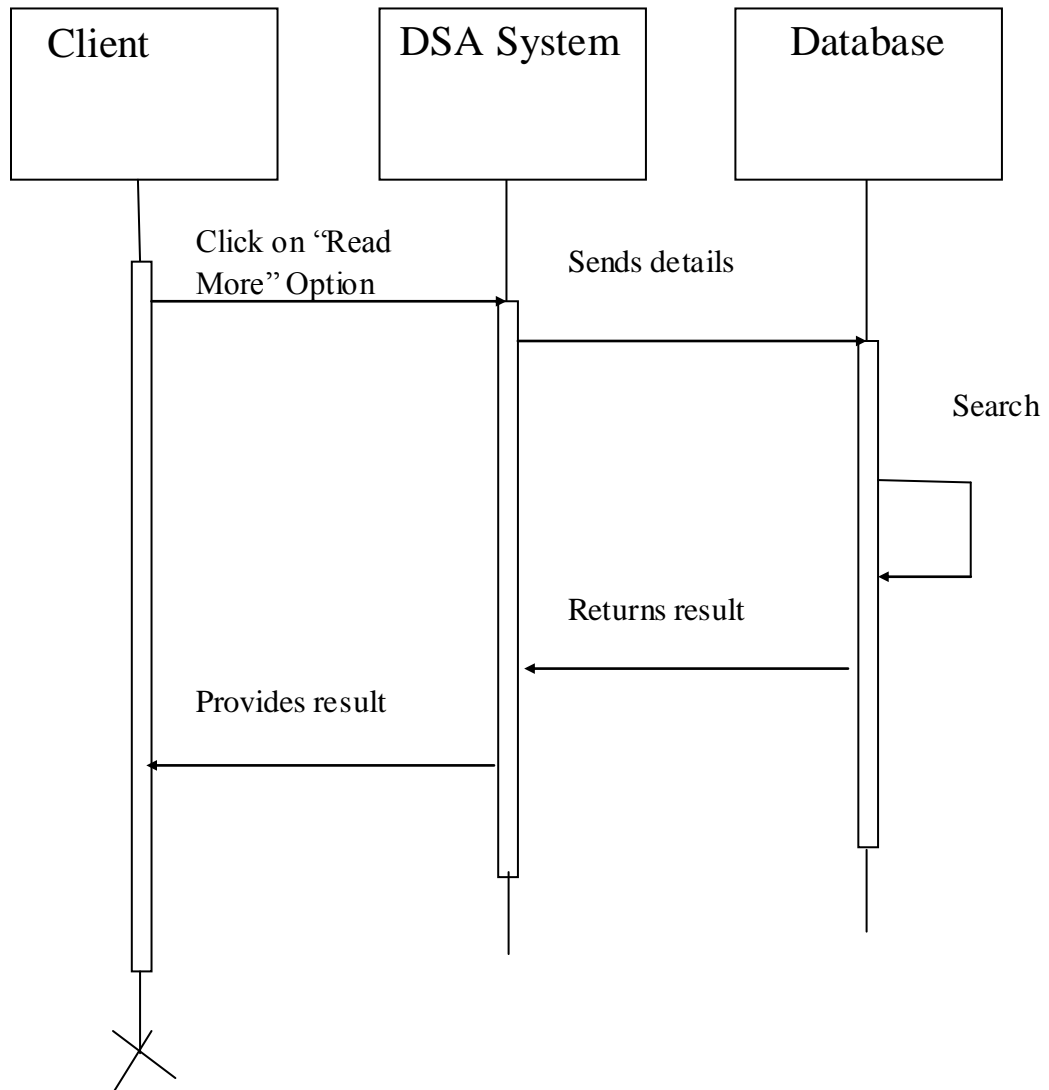 Client
DSA System
Database
Click on “Read
More” Option
Sends details
Search
Returns result
Provides result